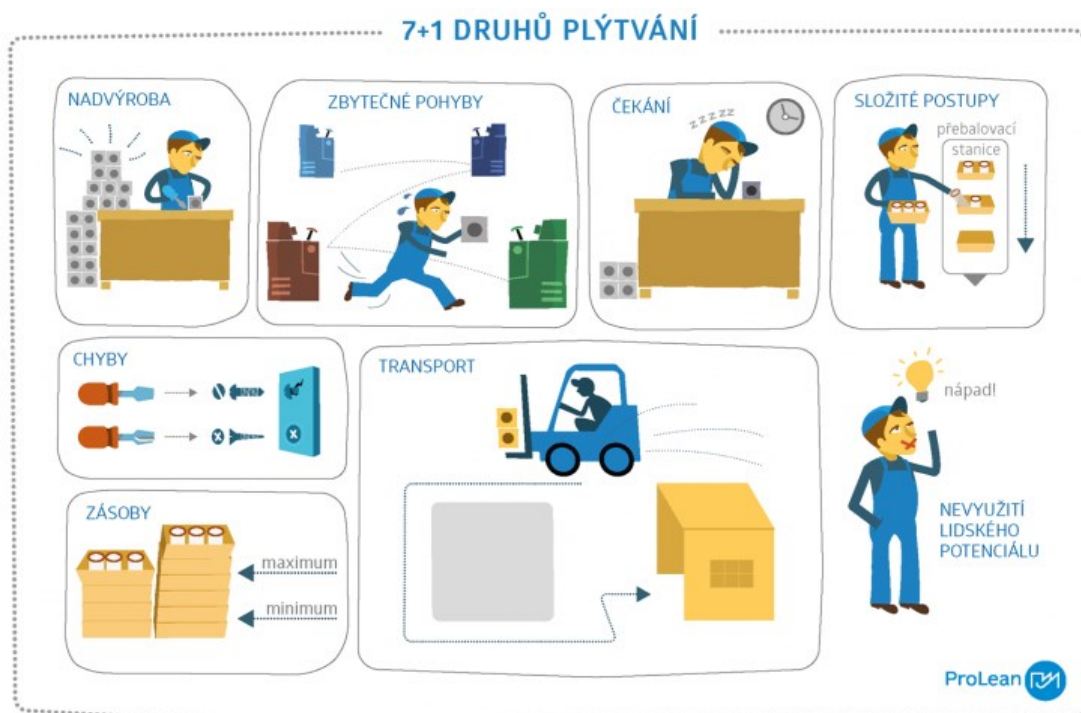 7+1 DRUHŮ PLÝTVÁNÍ
NADVÝROBA
ZBYTEČNÉ POHYBY
ČEKÁNÍ
zzzzz
SLOŽITÉ POSTUPY
přebalovací
stanice
CHYBY
TRANSPORT
nápad!
NEVYUŽITÍ
LIDSKÉHO
POTENCIÁLU
ZÁSOBY
maximum
minimum
ProLean